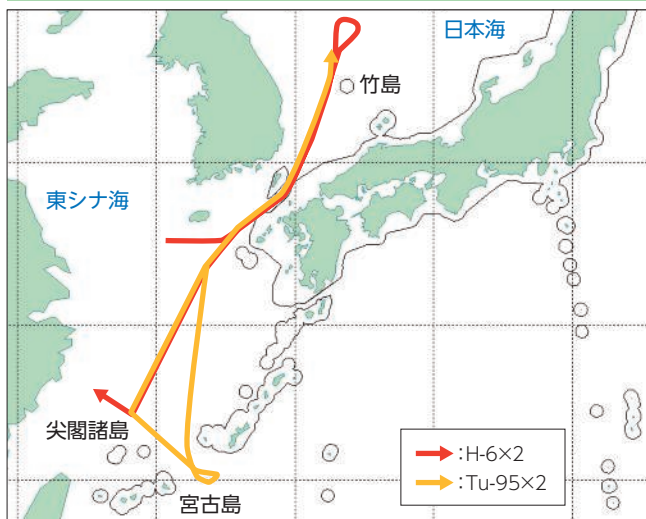 日本海
竹島
東シナ海
尖閣諸島
宮古島
:H-6×2
:Tu-95×2